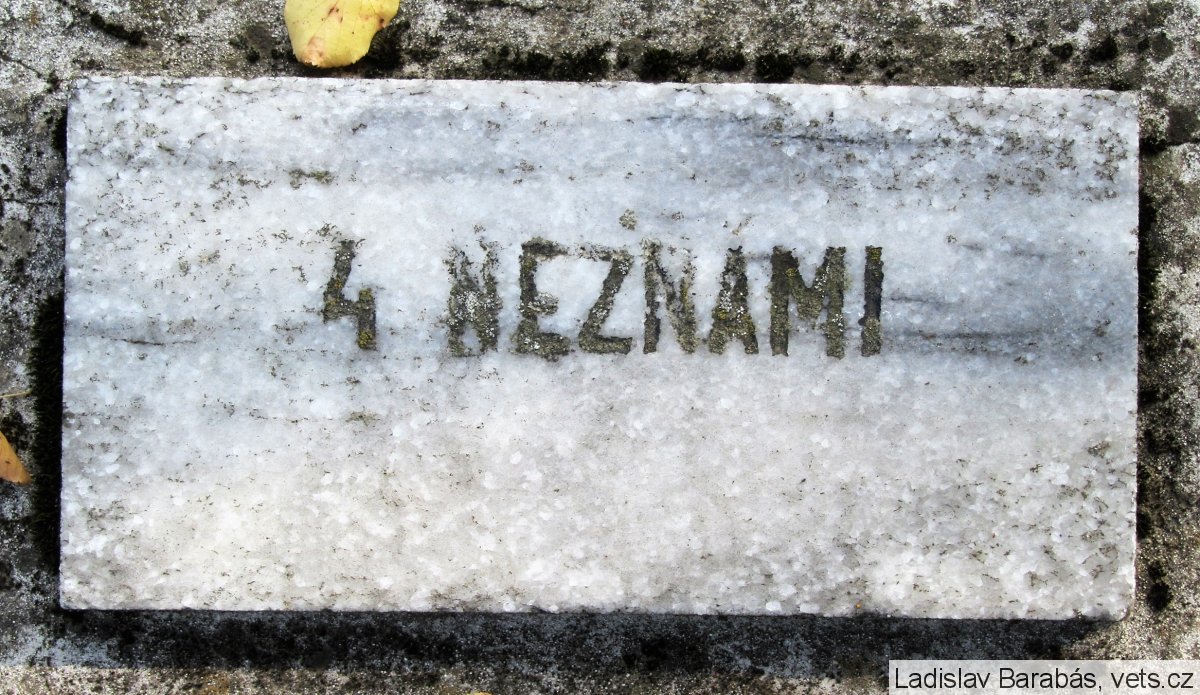 4 NEZNAMI
Ladislav Barabás, vets.cz